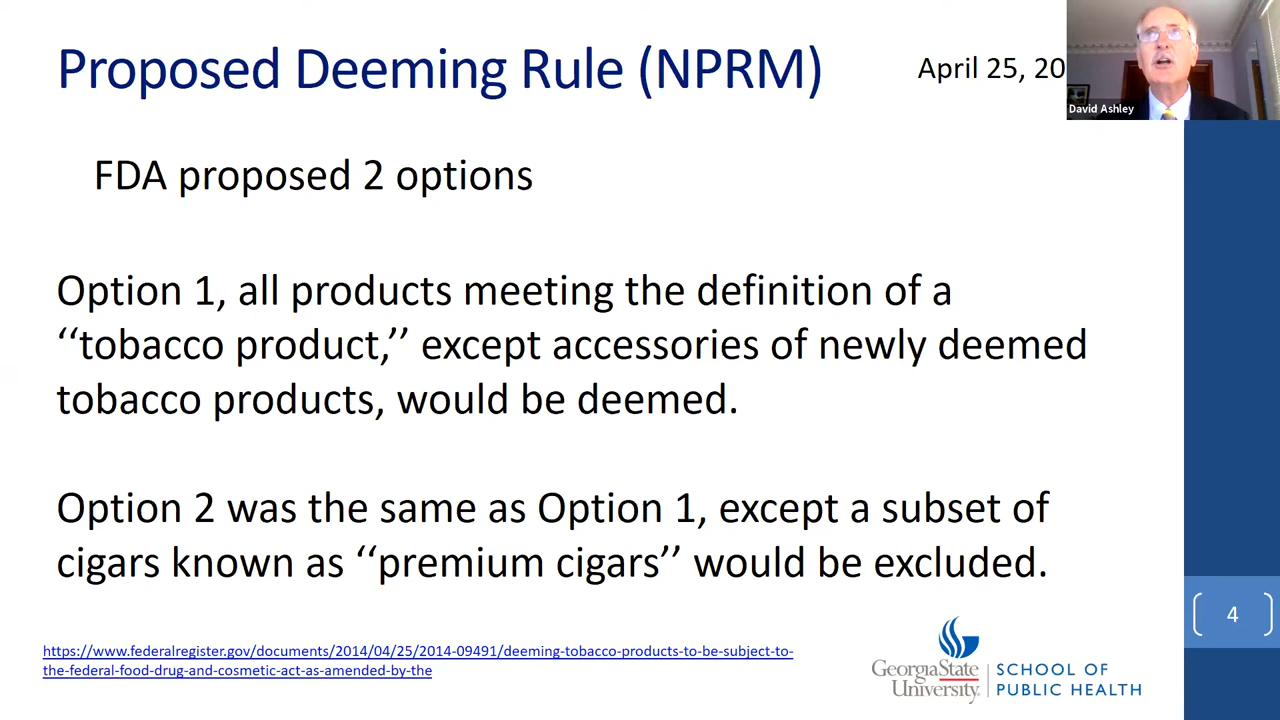 Proposed Deeming Rule (NPRM)
April 25, 20
David Ashley
FDA proposed 2 options
Option 1, all products meeting the definition of a
‘‘tobacco product,’’ except accessories of newly deemed
tobacco products, would be deemed.
Option 2 was the same as Option 1, except a subset of
cigars known as ‘‘premium cigars’’ would be excluded.
4
https://www.federalregister.gov/documents/2014/04/25/2014-09491/deeming-tobacco-products-to-be-subject-to-
the-federal-food-drug-and-cosmetic-act-as-amended-by-the
GeorgiaState
University
SCHOOL OF
PUBLIC HEALTH